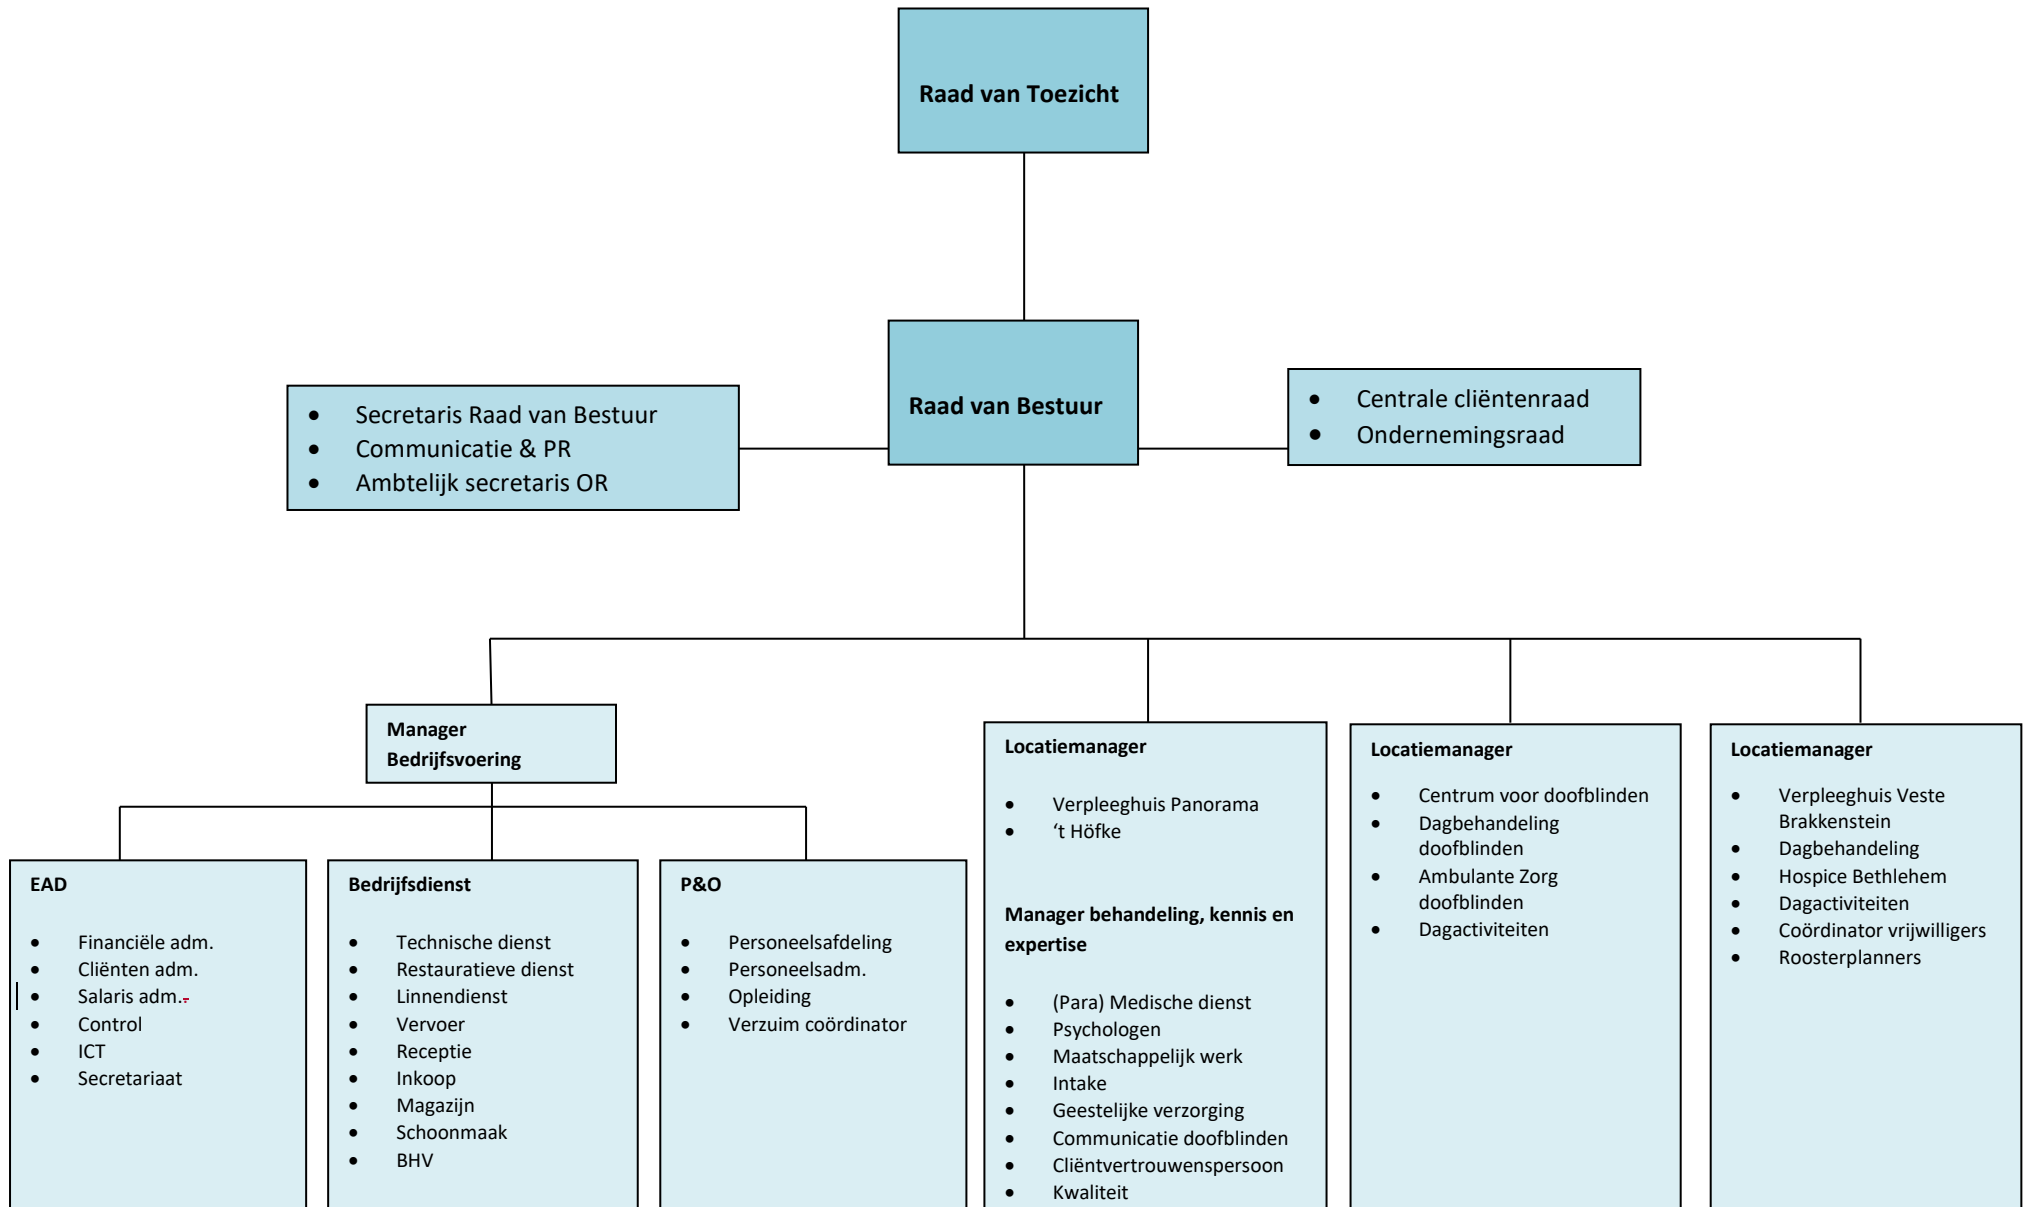 Raad van Toezicht
Raad van Bestuur
• Secretaris Raad van Bestuur
• Communicatie & PR
• Ambtelijk secretaris OR
• Centrale cliëntenraad
• Ondernemingsraad
Manager
Bedrijfsvoering
EAD
• Financiële adm.
• Cliënten adm.
• Salaris adm..
• Control
• ICT
• Secretariaat
Bedrijfsdienst
• Technische dienst
• Restauratieve dienst
• Linnendienst
• Vervoer
• Receptie
• Inkoop
• Magazijn
• Schoonmaak
• BHV
P&O
• Personeelsafdeling
• Personeelsadm.
• Opleiding
• Verzuim coördinator
Locatiemanager
• Verpleeghuis Panorama
• ‘t Höfke
Manager behandeling, kennis en
expertise
• (Para) Medische dienst
• Psychologen
• Maatschappelijk werk
• Intake
• Geestelijke verzorging
• Communicatie doofblinden
• Cliëntvertrouwenspersoon
• Kwaliteit
Locatiemanager
• Centrum voor doofblinden
• Dagbehandeling
doofblinden
• Ambulante Zorg
doofblinden
• Dagactiviteiten
Locatiemanager
• Verpleeghuis Veste
Brakkenstein
• Dagbehandeling
• Hospice Bethlehem
• Dagactiviteiten
• Coördinator vrijwilligers
• Roosterplanners